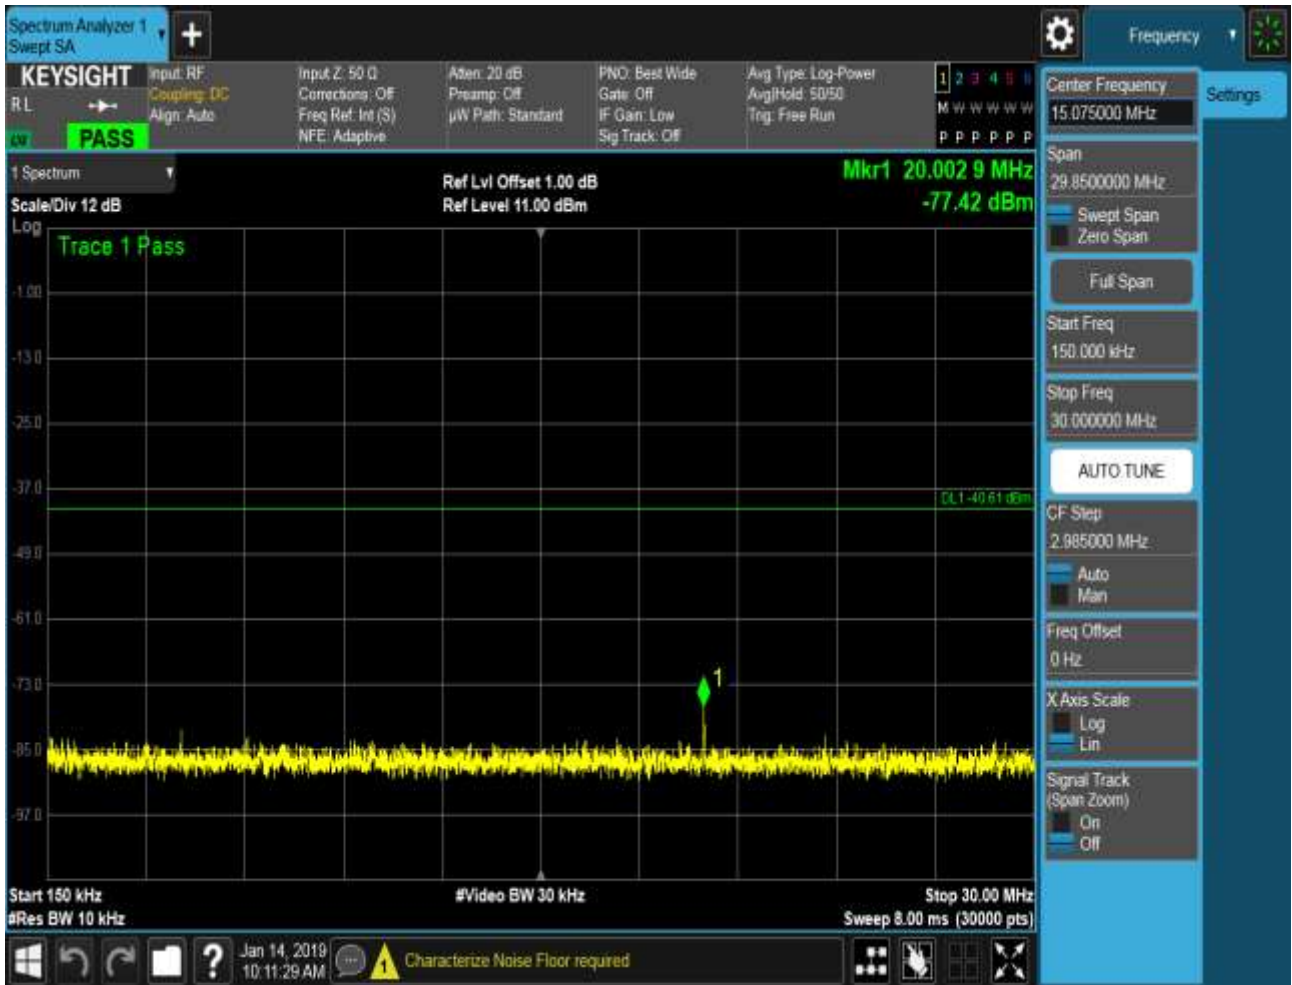 Spectrum Analyzer 1
Swept SA
+
Frequency
KEYSIGHT
R L
PASS
Input: RF
Coupling: DC
Align: Auto
Input Z: 50 Ω
Corrections: Off
Freq Ref: Int (S)
NFE: Adaptive
Atten: 20 dB
Preamp: Off
µW Path: Standard
PNO: Best Wide
Gate: Off
IF Gain: Low
Sig Track: Off
Avg Type: Log-Power
Avg|Hold: 50/50
Trig: Free Run
1 2 3 4 5 6
M W W W W W
P P P P P P
1 Spectrum
Scale/Div 12 dB
Ref Lvl Offset 1.00 dB
Ref Level 11.00 dBm
Mkr1 20.002 9 MHz
-77.42 dBm
Log
Trace 1 Pass
-1.00
-13.0
-25.0
-37.0
-49.0
-61.0
-73.0
-85.0
-97.0
DL1 -40.61 dBm
1
Start 150 kHz
#Res BW 10 kHz
#Video BW 30 kHz
Stop 30.00 MHz
Sweep 8.00 ms (30000 pts)
Center Frequency
15.075000 MHz
Settings
Span
29.8500000 MHz
Swept Span
Zero Span
Full Span
Start Freq
150.000 kHz
Stop Freq
30.000000 MHz
AUTO TUNE
CF Step
2.985000 MHz
Auto
Man
Freq Offset
0 Hz
X Axis Scale
Log
Lin
Signal Track
(Span Zoom)
On
Off
?
Jan 14, 2019
10:11:29 AM
1
Characterize Noise Floor required